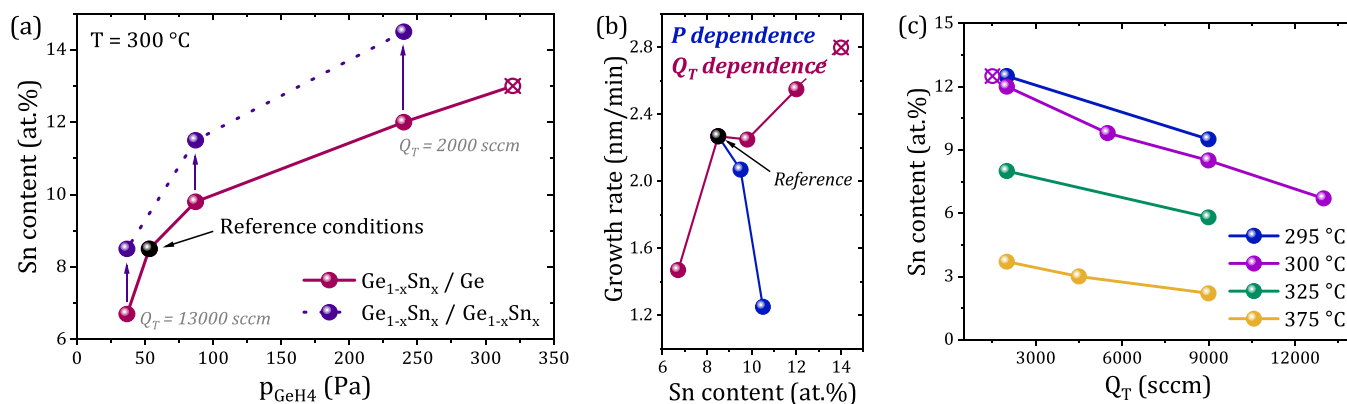 (a)
T = 300 °C
Sn content (at.%)
14
12
10
8
6
Q_T = 2000 sccm
Reference conditions
Ge₁₋ₓSnₓ / Ge
Ge₁₋ₓSnₓ / Ge₁₋ₓSnₓ
Q_T = 13000 sccm
0 50 100 150 200 250 300 350
p_GeH4 (Pa)
(b)
P dependence
Q_T dependence
Growth rate (nm/min)
2.8
2.4
2.0
1.6
1.2
Reference
6 8 10 12 14
Sn content (at.%)
(c)
Sn content (at.%)
15
12
9
6
3
0
295 °C
300 °C
325 °C
375 °C
2000 6000 9000 13000
Q_T (sccm)